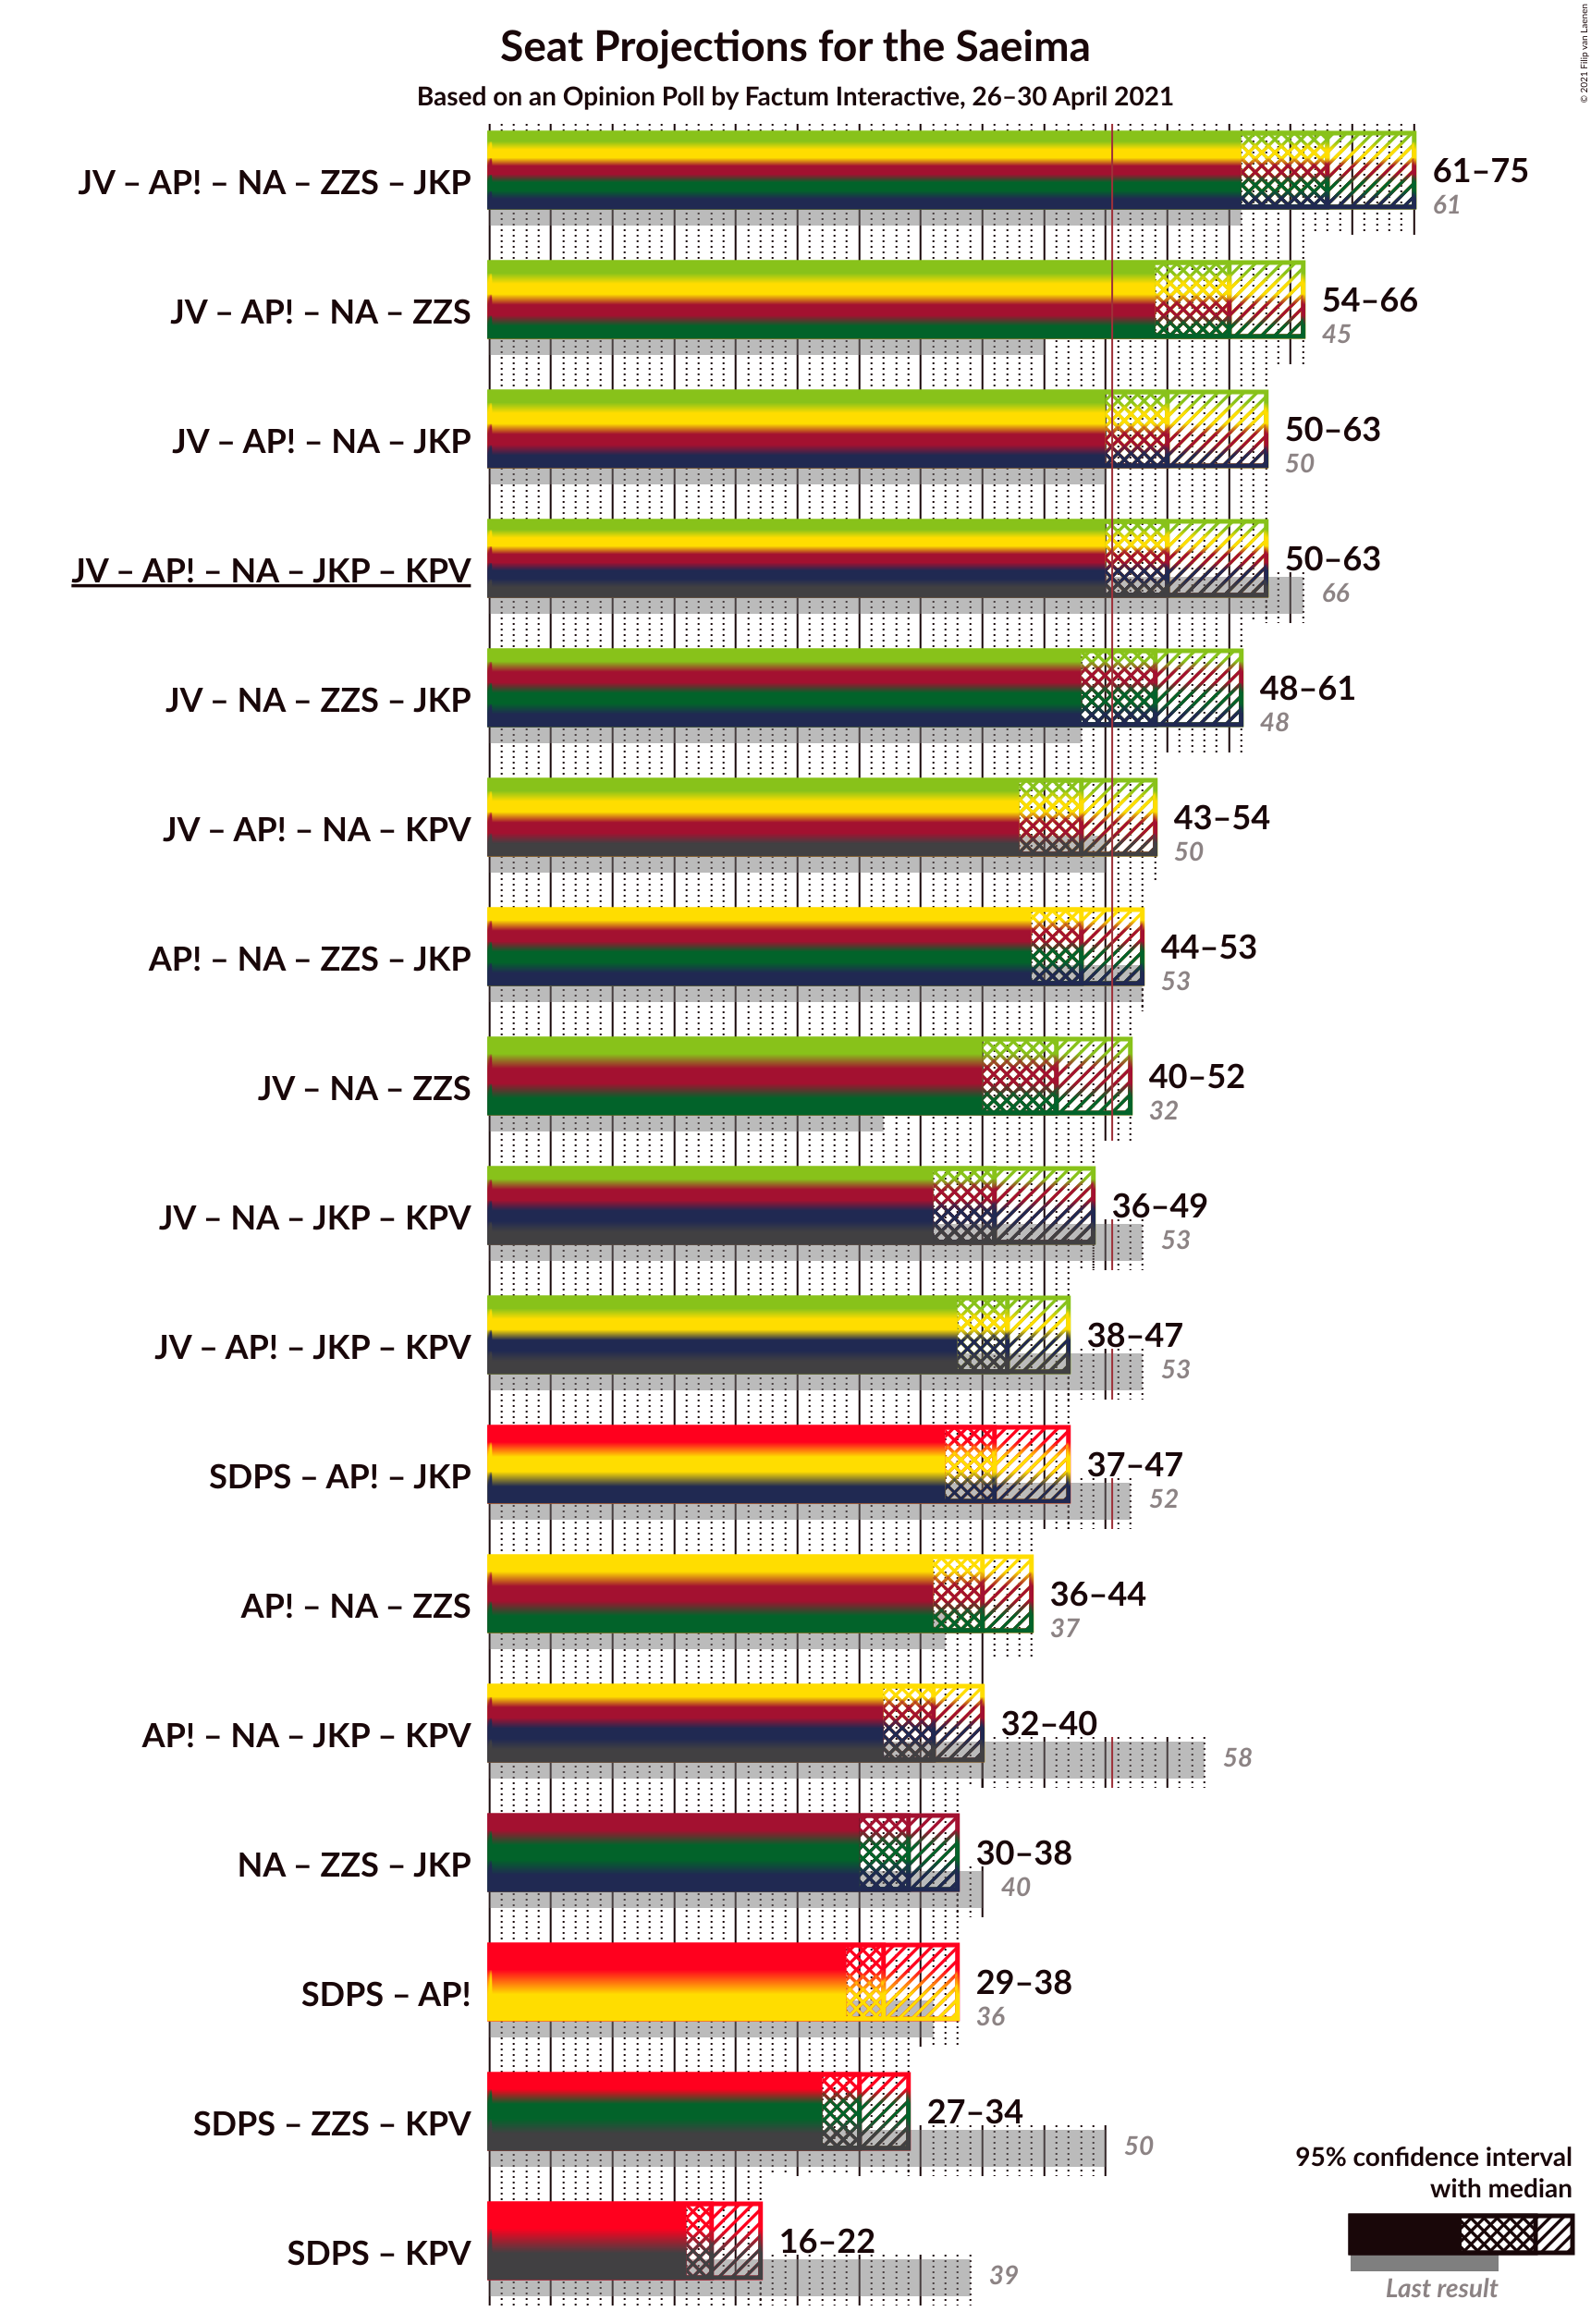 © 2021 Filip van Laenen
Seat Projections for the Saeima
Based on an Opinion Poll by Factum Interactive, 26–30 April 2021
JV – AP! – NA – ZZS – JKP
61–75
61
JV – AP! – NA – ZZS
54–66
45
JV – AP! – NA – JKP
50–63
50
JV – AP! – NA – JKP – KPV
50–63
66
JV – NA – ZZS – JKP
48–61
48
JV – AP! – NA – KPV
43–54
50
AP! – NA – ZZS – JKP
44–53
53
JV – NA – ZZS
40–52
32
JV – NA – JKP – KPV
36–49
53
JV – AP! – JKP – KPV
38–47
53
SDPS – AP! – JKP
37–47
52
AP! – NA – ZZS
36–44
37
AP! – NA – JKP – KPV
32–40
58
NA – ZZS – JKP
30–38
40
SDPS – AP!
29–38
36
SDPS – ZZS – KPV
27–34
50
SDPS – KPV
16–22
39
95% confidence interval
with median
Last result